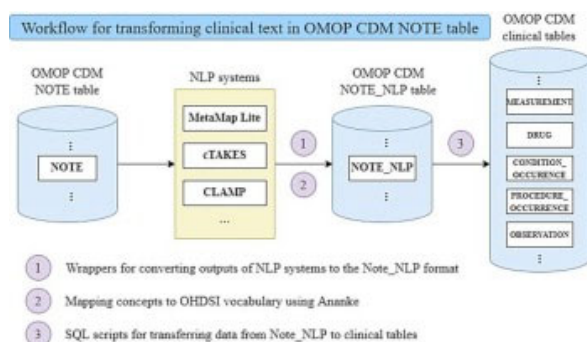 Workflow for transforming clinical text in OMOP CDM NOTE table
OMOP CDM
clinical tables
OMOP CDM
NOTE table
NLP systems
OMOP CDM
NOTE_NLP table
NOTE
MetaMap Lite
cTAKES
CLAMP
...
1
2
NOTE_NLP
3
MEASUREMENT
DRUG
CONDITION_
OCCURENCE
PROCEDURE_
OCCURRENCE
OBSERVATION
1 Wrappers for converting outputs of NLP systems to the Note_NLP format
2 Mapping concepts to OHDSI vocabulary using Ananke
3 SQL scripts for transferring data from Note_NLP to clinical tables